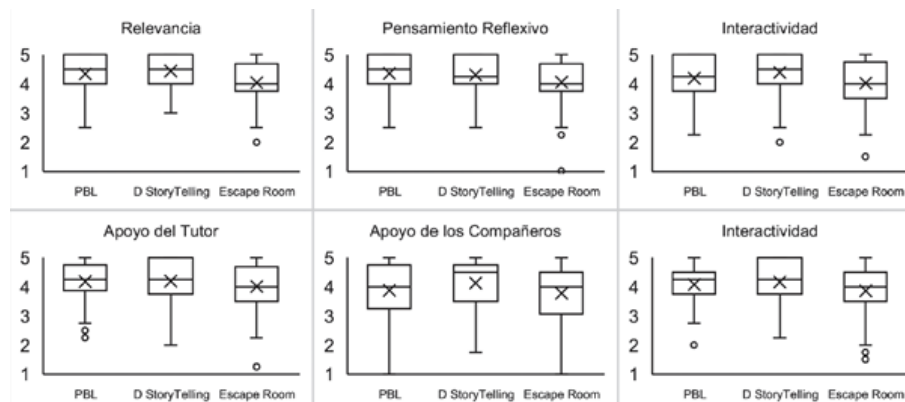 Relevancia
5
4
3
2
1
PBL D StoryTelling Escape Room
Pensamiento Reflexivo
5
4
3
2
1
PBL D StoryTelling Escape Room
Interactividad
5
4
3
2
1
PBL D StoryTelling Escape Room
Apoyo del Tutor
5
4
3
2
1
PBL D StoryTelling Escape Room
Apoyo de los Compañeros
5
4
3
2
1
PBL D StoryTelling Escape Room
Interactividad
5
4
3
2
1
PBL D StoryTelling Escape Room